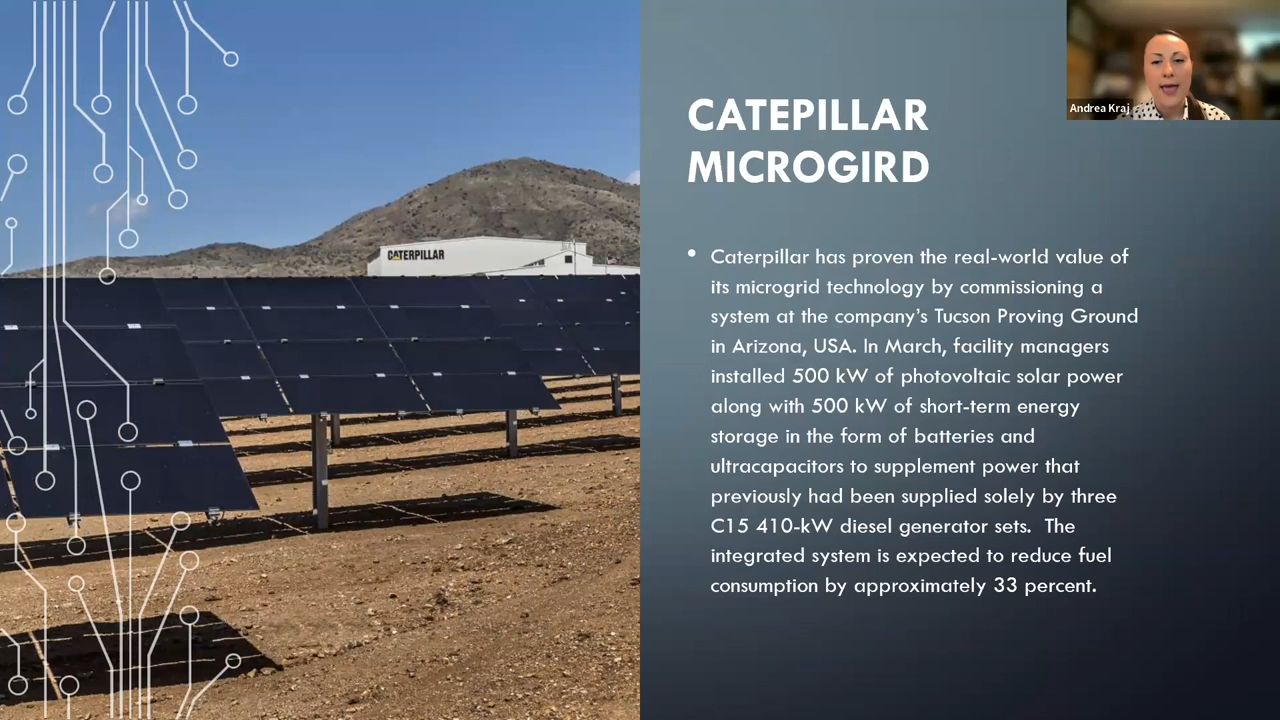 CATEPILLAR
MICROGIRD
Andrea Kraj
CATERPILLAR
• Caterpillar has proven the real-world value of
its microgrid technology by commissioning a
system at the company's Tucson Proving Ground
in Arizona, USA. In March, facility managers
installed 500 kW of photovoltaic solar power
along with 500 kW of short-term energy
storage in the form of batteries and
ultracapacitors to supplement power that
previously had been supplied solely by three
C15 410-kW diesel generator sets.  The
integrated system is expected to reduce fuel
consumption by approximately 33 percent.